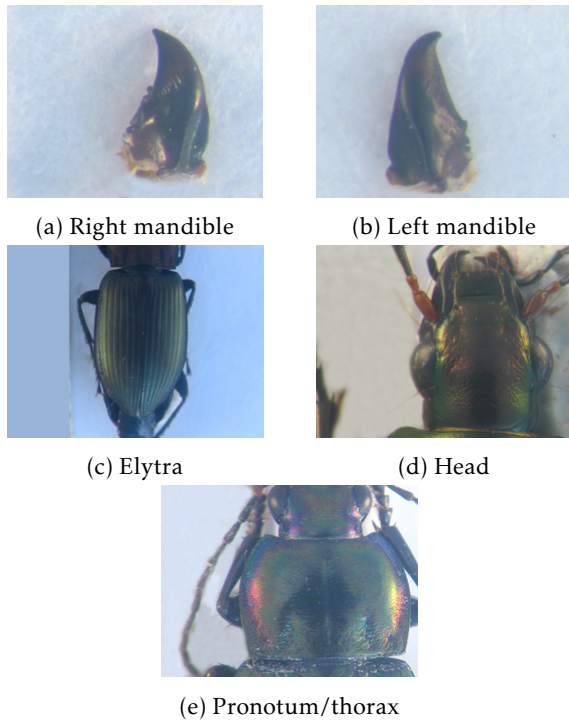 (a) Right mandible
(b) Left mandible
(c) Elytra
(d) Head
(e) Pronotum/thorax